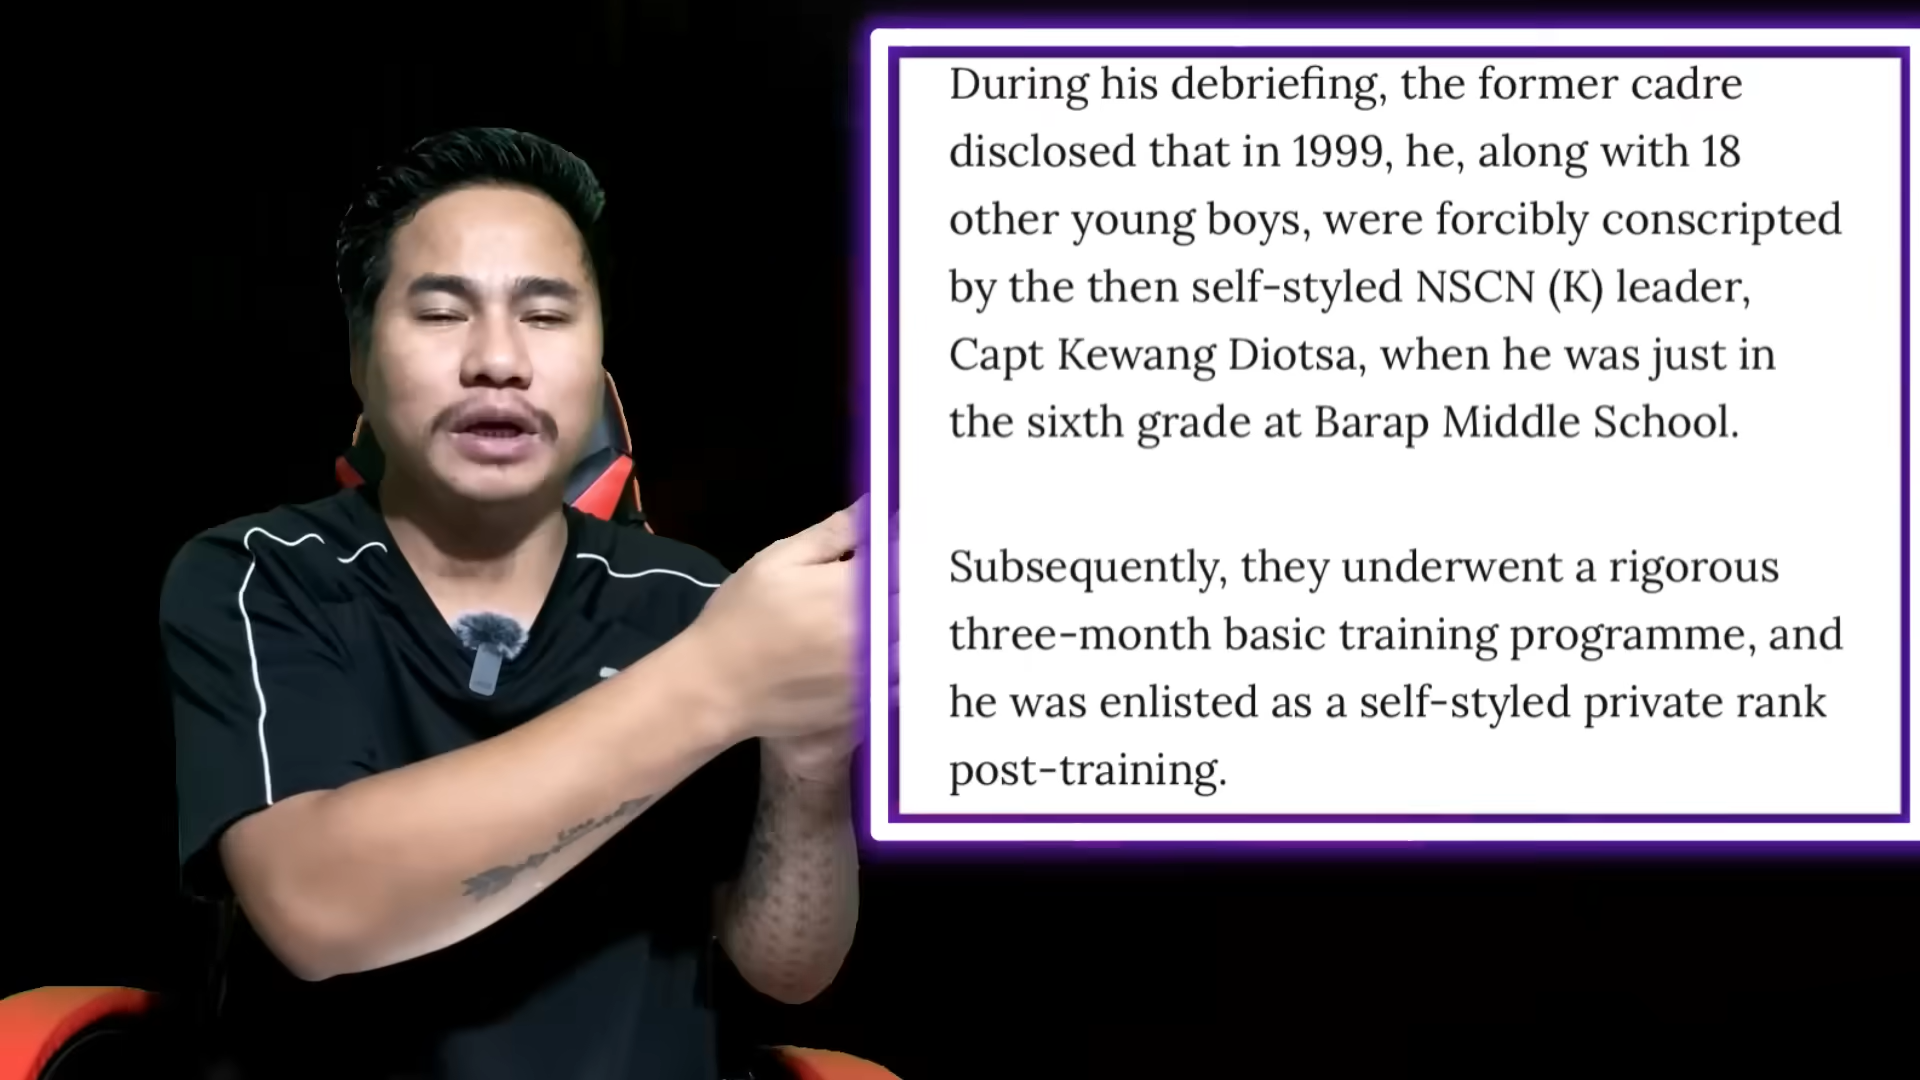 During his debriefing, the former cadre
disclosed that in 1999, he, along with 18
other young boys, were forcibly conscripted
by the then self-styled NSCN (K) leader,
Capt Kewang Diotsa, when he was just in
the sixth grade at Barap Middle School.
Subsequently, they underwent a rigorous
three-month basic training programme, and
he was enlisted as a self-styled private rank
post-training.